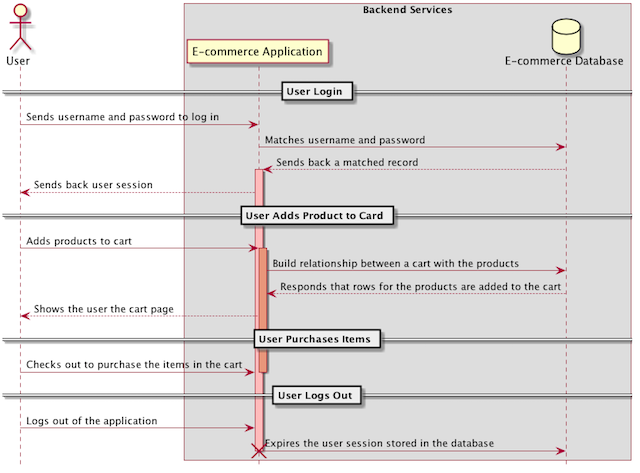 Backend Services
User
E-commerce Application
E-commerce Database
User Login
Sends username and password to log in
Matches username and password
Sends back a matched record
Sends back user session
User Adds Product to Card
Adds products to cart
Build relationship between a cart with the products
Responds that rows for the products are added to the cart
Shows the user the cart page
User Purchases Items
Checks out to purchase the items in the cart
User Logs Out
Logs out of the application
Expires the user session stored in the database